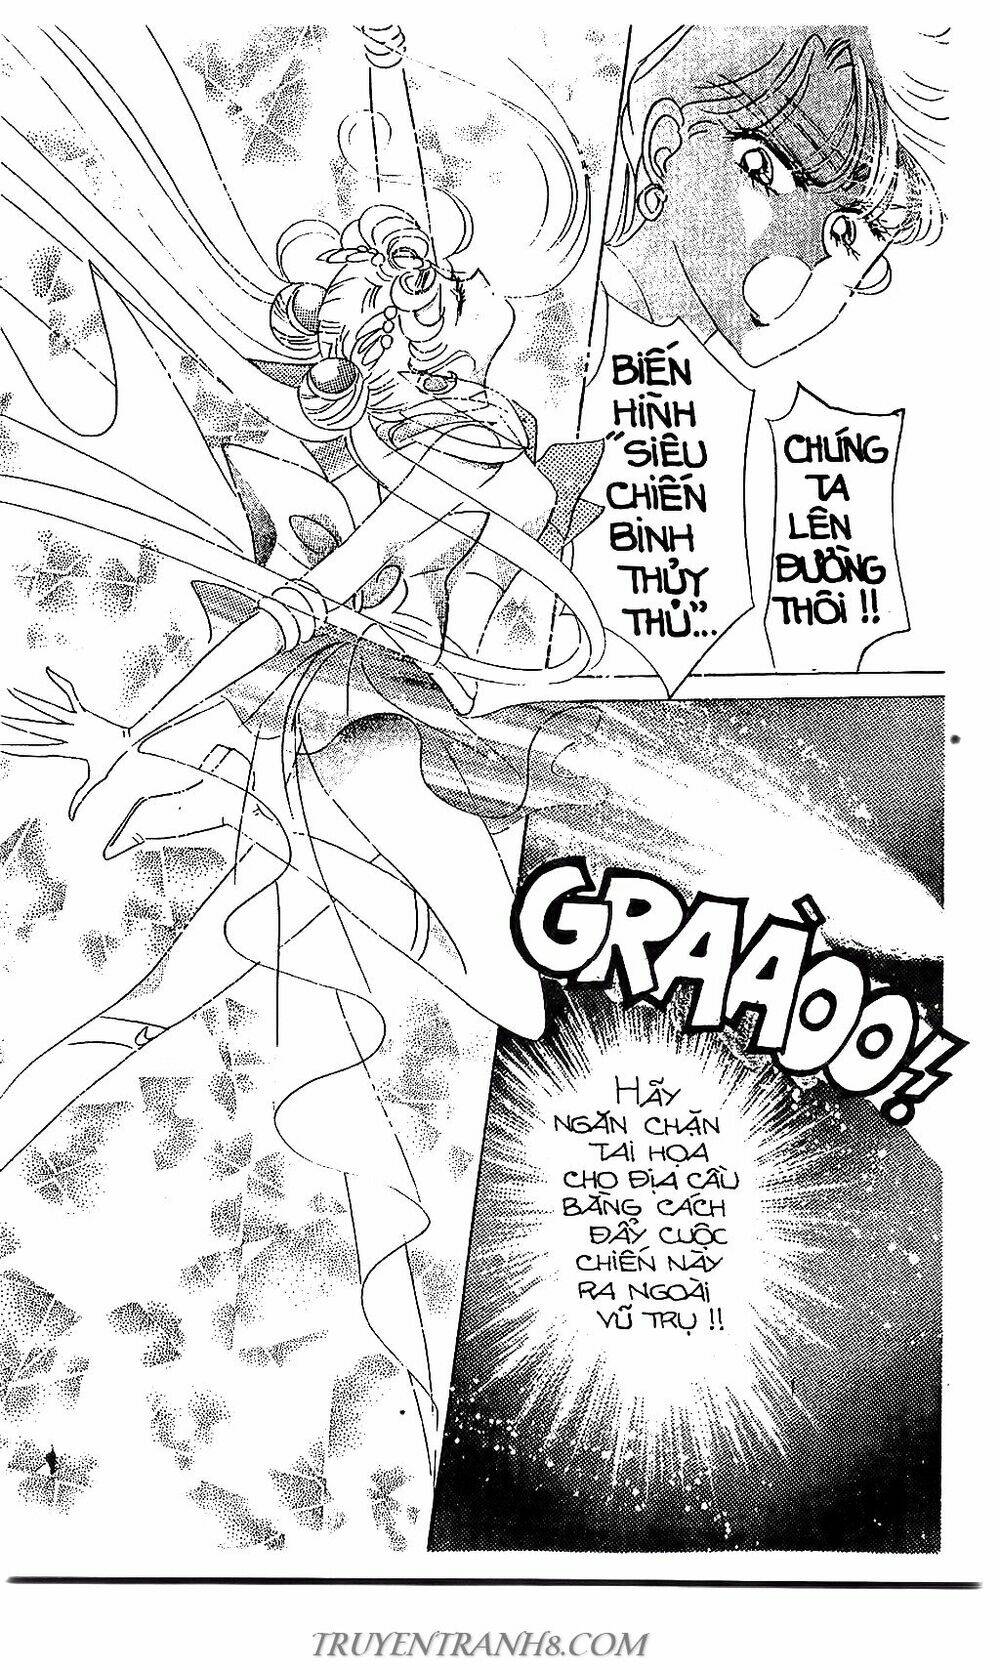 BIẾN
HÌNH
"SIÊU
CHIẾN
BINH
THỦY
THỦ"...
CHÚNG
TA
LÊN
ĐƯỜNG
THÔI !!
GRAÀOO!!
HÃY
NGĂN CHẶN
TAI HỌA
CHO ĐỊA CẦU
BẰNG CÁCH
ĐẨY CUỘC
CHIẾN NÀY
RA NGOÀI
VŨ TRỤ !!
TRUYENTRANH8.COM